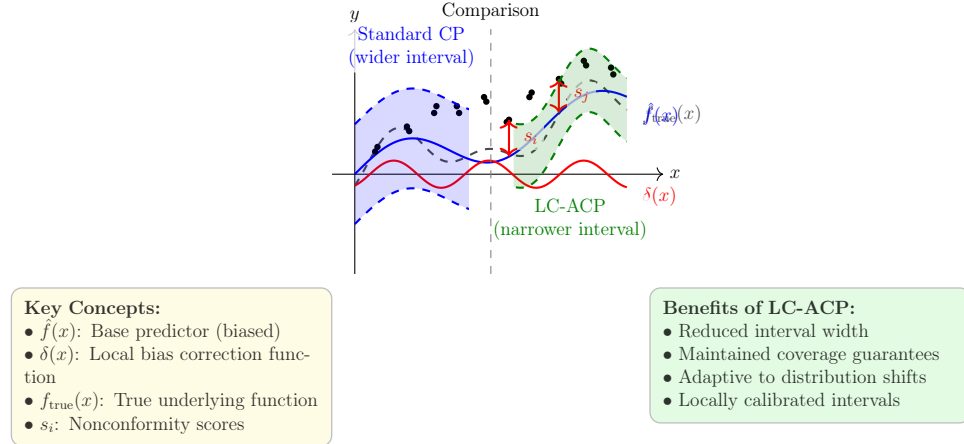 Comparison
y
Standard CP
(wider interval)
s_j
s_i
f̂(x)
f_true(x)
x
δ(x)
LC-ACP
(narrower interval)
Key Concepts:
• f̂(x): Base predictor (biased)
• δ(x): Local bias correction func-
tion
• f_true(x): True underlying function
• s_i: Nonconformity scores
Benefits of LC-ACP:
• Reduced interval width
• Maintained coverage guarantees
• Adaptive to distribution shifts
• Locally calibrated intervals